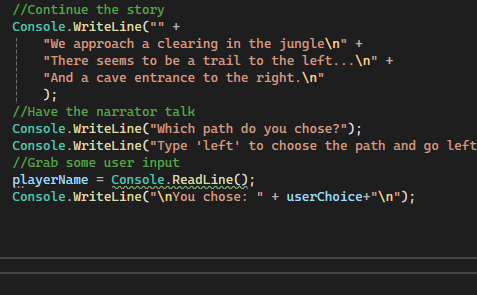 //Continue the story
Console.WriteLine("" +
"We approach a clearing in the jungle\n" +
"There seems to be a trail to the left...\n" +
"And a cave entrance to the right.\n"
);
//Have the narrator talk
Console.WriteLine("Which path do you chose?");
Console.WriteLine("Type 'left' to choose the path and go left
//Grab some user input
playerName = Console.ReadLine();
Console.WriteLine("\nYou chose: " + userChoice+"\n");